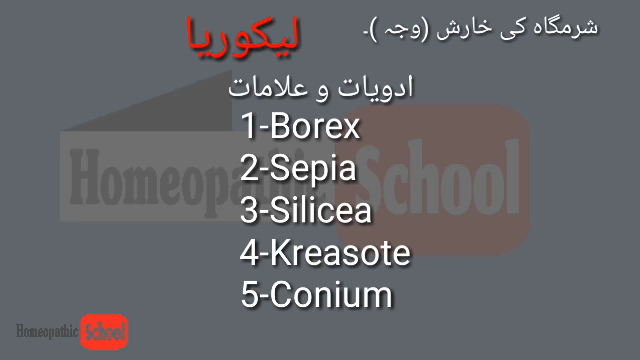 شرمگاہ کی خارش (وجہ )۔
لیکوریا
ادویات و علامات
1-Borex
2-Sepia
3-Silicea
4-Kreasote
5-Conium
Homeopathic School
Homeopathic School